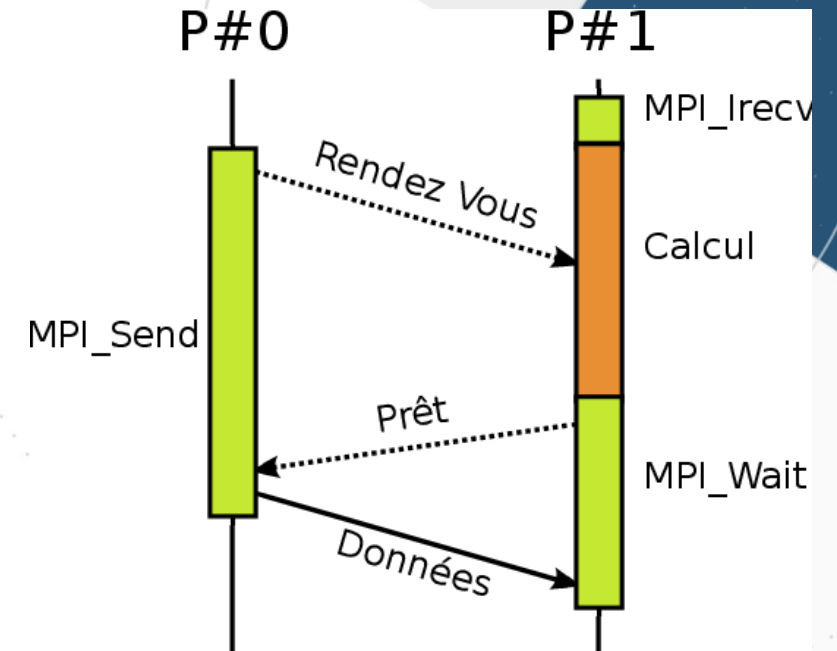 P#0
P#1
MPI_Irecv
Rendez Vous
Calcul
MPI_Send
Prêt
MPI_Wait
Données